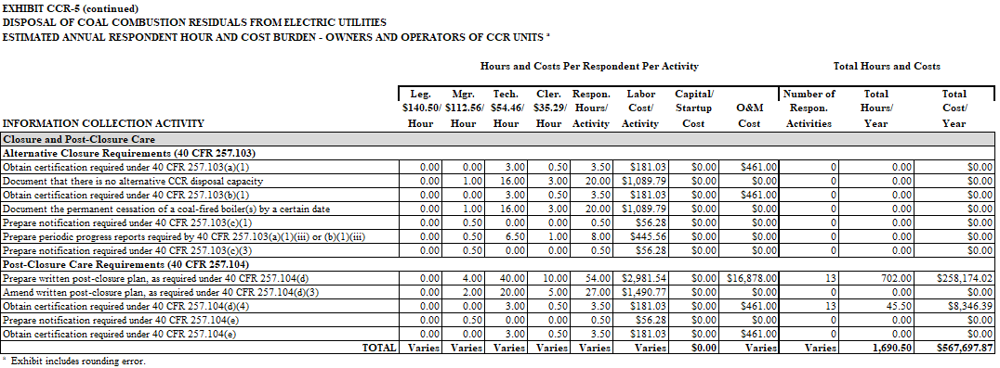 EXHIBIT CCR-5 (continued)
DISPOSAL OF COAL COMBUSTION RESIDUALS FROM ELECTRIC UTILITIES
ESTIMATED ANNUAL RESPONDENT HOUR AND COST BURDEN - OWNERS AND OPERATORS OF CCR UNITS ª
Hours and Costs Per Respondent Per Activity Total Hours and Costs
Leg. Mgr. Tech. Cler. Respon. Labor Capital/ Number of Total Total
$140.50/ $112.56/ $54.46/ $35.29/ Hours/ Cost/ Startup O&M Respon. Hours/ Cost/
INFORMATION COLLECTION ACTIVITY Hour Hour Hour Hour Activity Activity Cost Cost Activities Year Year
Closure and Post-Closure Care
Alternative Closure Requirements (40 CFR 257.103)
Obtain certification required under 40 CFR 257.103(a)(1) 0.00 0.00 3.00 0.50 3.50 $181.03 $0.00 $461.00 0 0.00 $0.00
Document that there is no alternative CCR disposal capacity 0.00 1.00 16.00 3.00 20.00 $1,089.79 $0.00 $0.00 0 0.00 $0.00
Obtain certification required under 40 CFR 257.103(b)(1) 0.00 0.00 3.00 0.50 3.50 $181.03 $0.00 $461.00 0 0.00 $0.00
Document the permanent cessation of a coal-fired boiler(s) by a certain date 0.00 1.00 16.00 3.00 20.00 $1,089.79 $0.00 $0.00 0 0.00 $0.00
Prepare notification required under 40 CFR 257.103(c)(1) 0.00 0.50 0.00 0.00 0.50 $56.28 $0.00 $0.00 0 0.00 $0.00
Prepare periodic progress reports required by 40 CFR 257.103(a)(1)(iii) or (b)(1)(iii) 0.00 0.50 6.50 1.00 8.00 $445.56 $0.00 $0.00 0 0.00 $0.00
Prepare notification required under 40 CFR 257.103(c)(3) 0.00 0.50 0.00 0.00 0.50 $56.28 $0.00 $0.00 0 0.00 $0.00
Post-Closure Care Requirements (40 CFR 257.104)
Prepare written post-closure plan, as required under 40 CFR 257.104(d) 0.00 4.00 40.00 10.00 54.00 $2,981.54 $0.00 $16,878.00 13 702.00 $258,174.02
Amend written post-closure plan, as required under 40 CFR 257.104(d)(3) 0.00 2.00 20.00 5.00 27.00 $1,490.77 $0.00 $0.00 0 0.00 $0.00
Obtain certification required under 40 CFR 257.104(d)(4) 0.00 0.00 3.00 0.50 3.50 $181.03 $0.00 $461.00 13 45.50 $8,346.39
Prepare notification required under 40 CFR 257.104(e) 0.00 0.50 0.00 0.00 0.50 $56.28 $0.00 $0.00 0 0.00 $0.00
Obtain certification required under 40 CFR 257.104(e) 0.00 0.00 3.00 0.50 3.50 $181.03 $0.00 $461.00 0 0.00 $0.00
TOTAL Varies Varies Varies Varies Varies Varies $0.00 Varies Varies 1,690.50 $567,697.87
ª Exhibit includes rounding error.